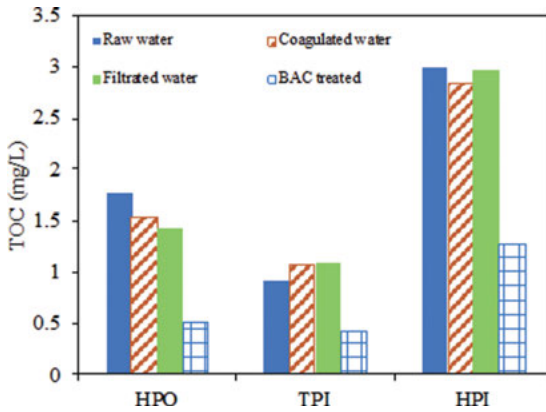 3.5
3
2.5
2
1.5
1
0.5
0
TOC (mg/L)
Raw water
Coagulated water
Filtrated water
BAC treated
HPO
TPI
HPI